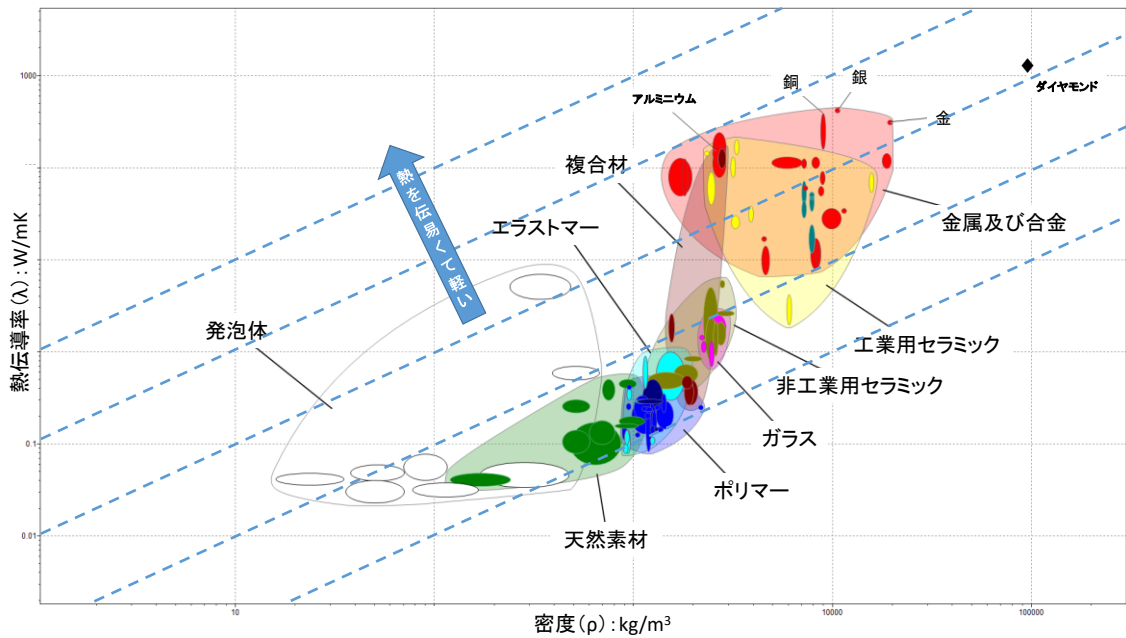 1000
0.1
0.01
10
10000
100000
熱伝導率(λ):W/mK
密度(ρ):kg/m³
熱を伝易くて軽い
発泡体
エラストマー
複合材
アルミニウム
銅
銀
金
ダイヤモンド
金属及び合金
工業用セラミック
非工業用セラミック
ガラス
ポリマー
天然素材